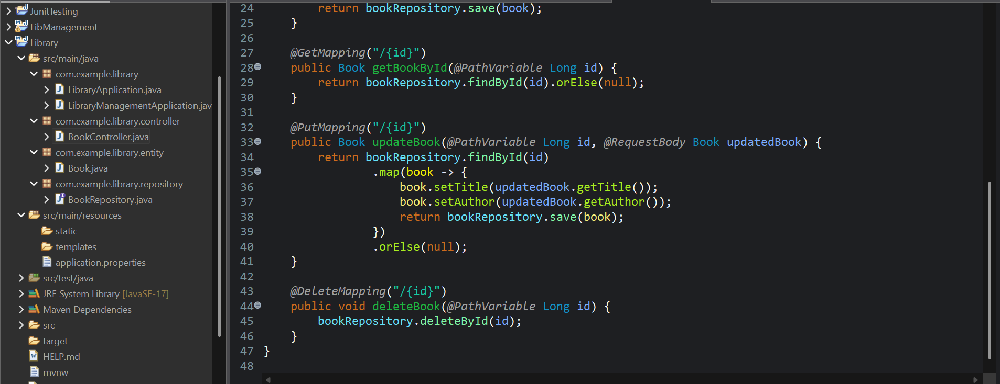 JunitTesting
LibManagement
Library
src/main/java
com.example.library
LibraryApplication.java
LibraryManagementApplication.jav
com.example.library.controller
BookController.java
com.example.library.entity
Book.java
com.example.library.repository
BookRepository.java
src/main/resources
static
templates
application.properties
src/test/java
JRE System Library [JavaSE-17]
Maven Dependencies
src
target
HELP.md
mvnw
24 return bookRepository.save(book);
25 }
26
27 @GetMapping("/{id}")
28 public Book getBookById(@PathVariable Long id) {
29 return bookRepository.findById(id).orElse(null);
30 }
31
32 @PutMapping("/{id}")
33 public Book updateBook(@PathVariable Long id, @RequestBody Book updatedBook) {
34 return bookRepository.findById(id)
35 .map(book -> {
36 book.setTitle(updatedBook.getTitle());
37 book.setAuthor(updatedBook.getAuthor());
38 return bookRepository.save(book);
39 })
40 .orElse(null);
41 }
42
43 @DeleteMapping("/{id}")
44 public void deleteBook(@PathVariable Long id) {
45 bookRepository.deleteById(id);
46 }
47 }
48